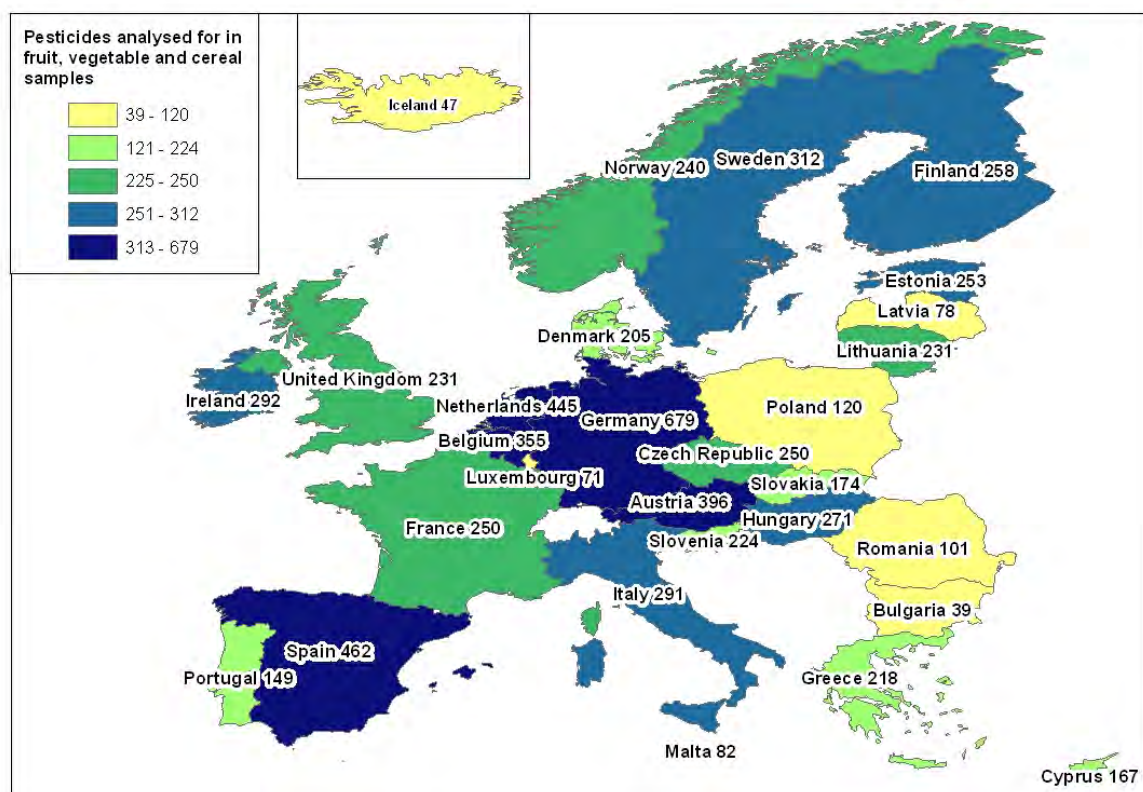 Pesticides analysed for in
fruit, vegetable and cereal
samples
39 - 120
121 - 224
225 - 250
251 - 312
313 - 679
Iceland 47
Norway 240
Sweden 312
Finland 258
Estonia 253
Latvia 78
Lithuania 231
Denmark 205
United Kingdom 231
Ireland 292
Netherlands 445
Germany 679
Poland 120
Belgium 355
Czech Republic 250
Luxembourg 71
Slovakia 174
Austria 396
Hungary 271
France 250
Slovenia 224
Romania 101
Italy 291
Bulgaria 39
Spain 462
Portugal 149
Greece 218
Malta 82
Cyprus 167